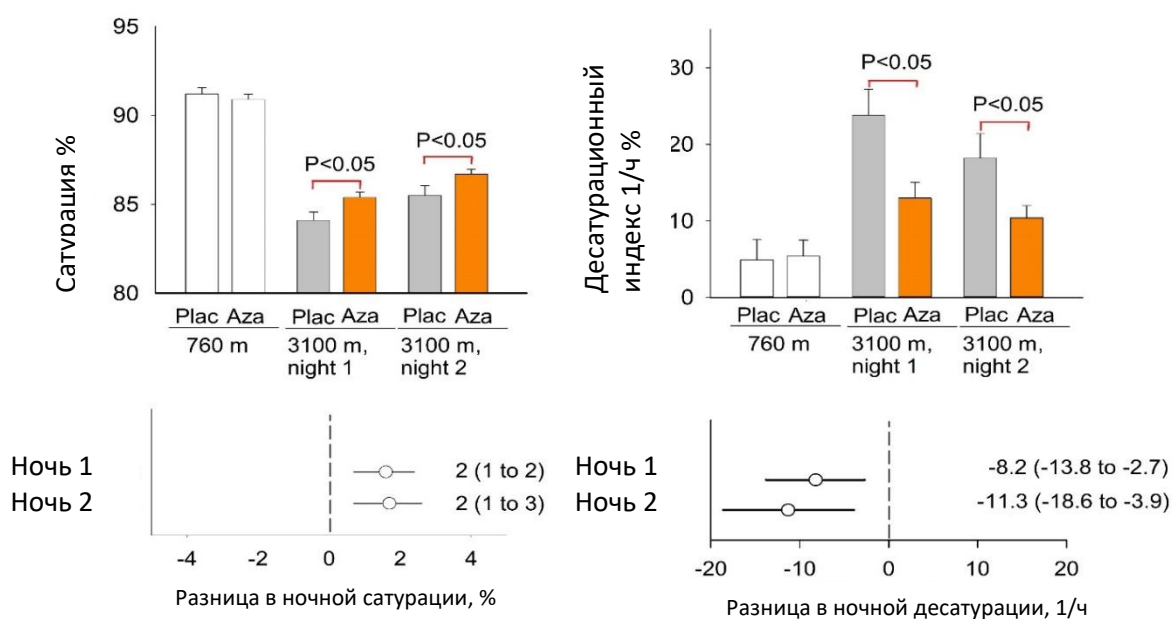 95
90
85
80
Сатурация %
P<0.05
P<0.05
Plac Aza
Plac Aza
Plac Aza
760 m
3100 m,
night 1
3100 m,
night 2
30
20
10
0
Десатурационный
индекс 1/ч %
P<0.05
P<0.05
Plac Aza
Plac Aza
Plac Aza
760 m
3100 m,
night 1
3100 m,
night 2
Ночь 1
Ночь 2
2 (1 to 2)
2 (1 to 3)
-4 -2 0 2 4
Разница в ночной сатурации, %
Ночь 1
Ночь 2
-8.2 (-13.8 to -2.7)
-11.3 (-18.6 to -3.9)
-20 -10 0 10 20
Разница в ночной десатурации, 1/ч